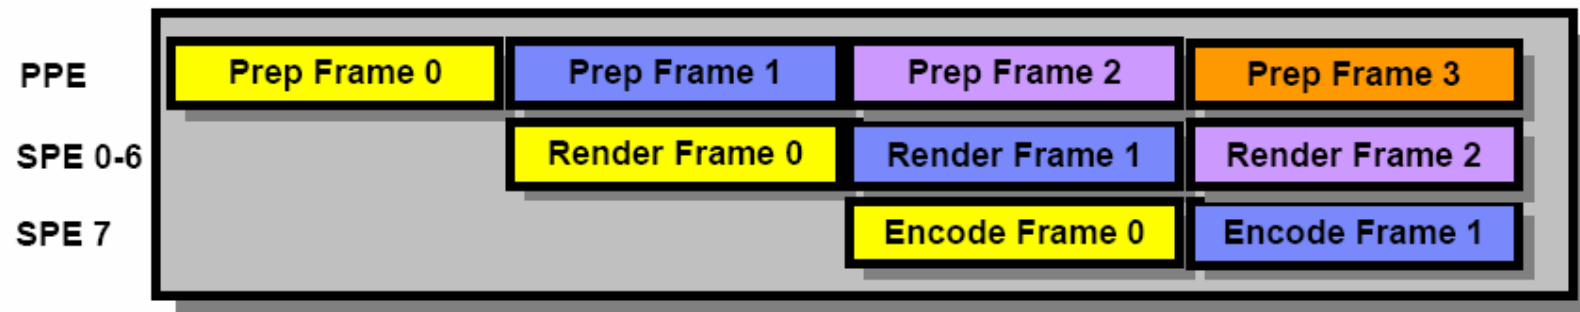 PPE Prep Frame 0 Prep Frame 1 Prep Frame 2 Prep Frame 3
SPE 0-6 Render Frame 0 Render Frame 1 Render Frame 2
SPE 7 Encode Frame 0 Encode Frame 1